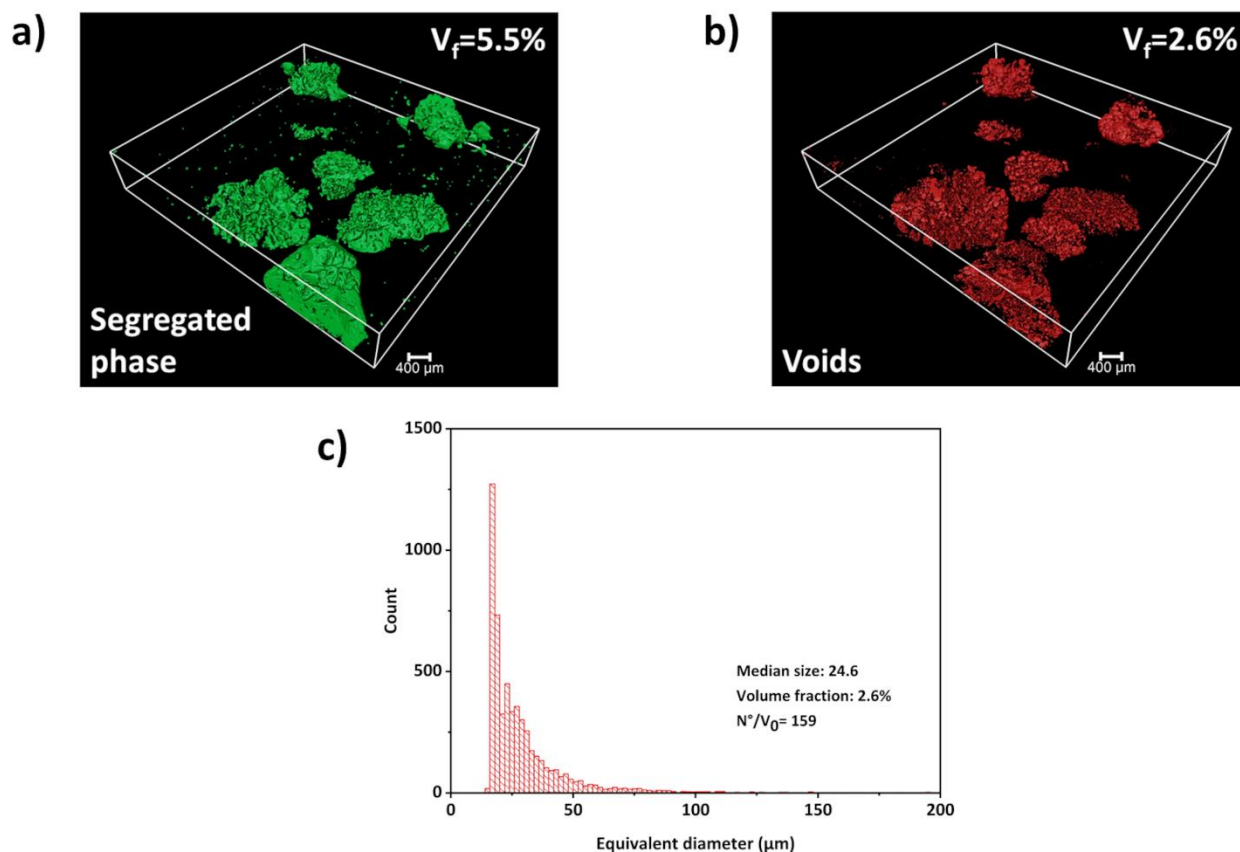 a)
V_f=5.5%
Segregated
phase
400 µm
b)
V_f=2.6%
Voids
400 µm
c)
1500
1000
500
0
Count
Median size: 24.6
Volume fraction: 2.6%
N°/V_0= 159
0 50 100 150 200
Equivalent diameter (µm)